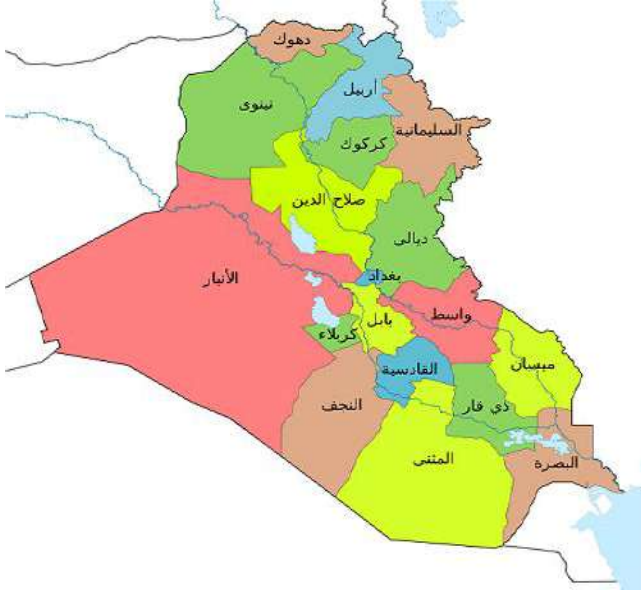 دهوك
أربيل
نينوى
السليمانية
كركوك
صلاح الدين
ديالى
بغداد
الأنبار
واسط
بابل
كربلاء
ميسان
القادسية
النجف
ذي قار
المثنى
البصرة